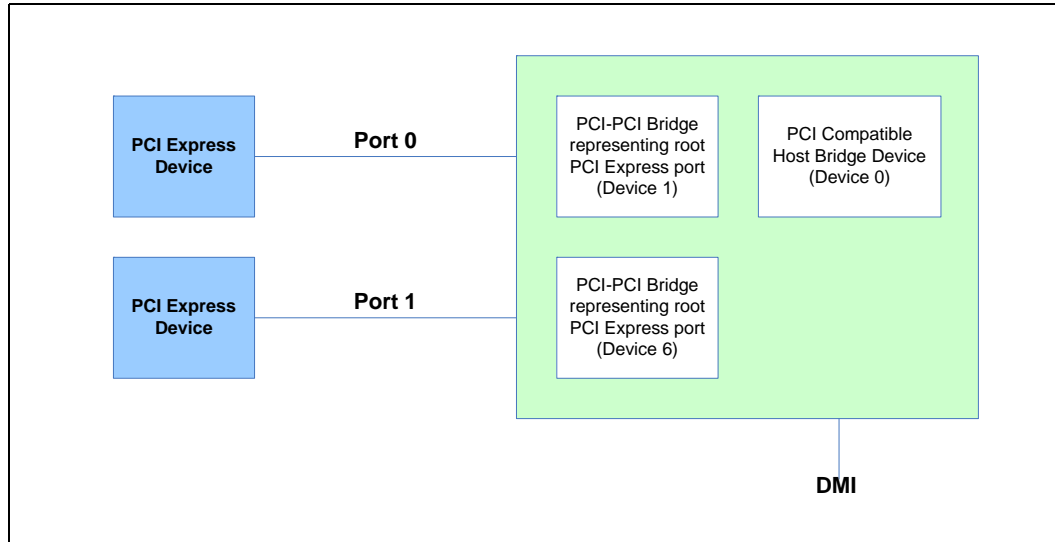 PCI Express
Device
Port 0
PCI-PCI Bridge
representing root
PCI Express port
(Device 1)
PCI Compatible
Host Bridge Device
(Device 0)
PCI Express
Device
Port 1
PCI-PCI Bridge
representing root
PCI Express port
(Device 6)
DMI